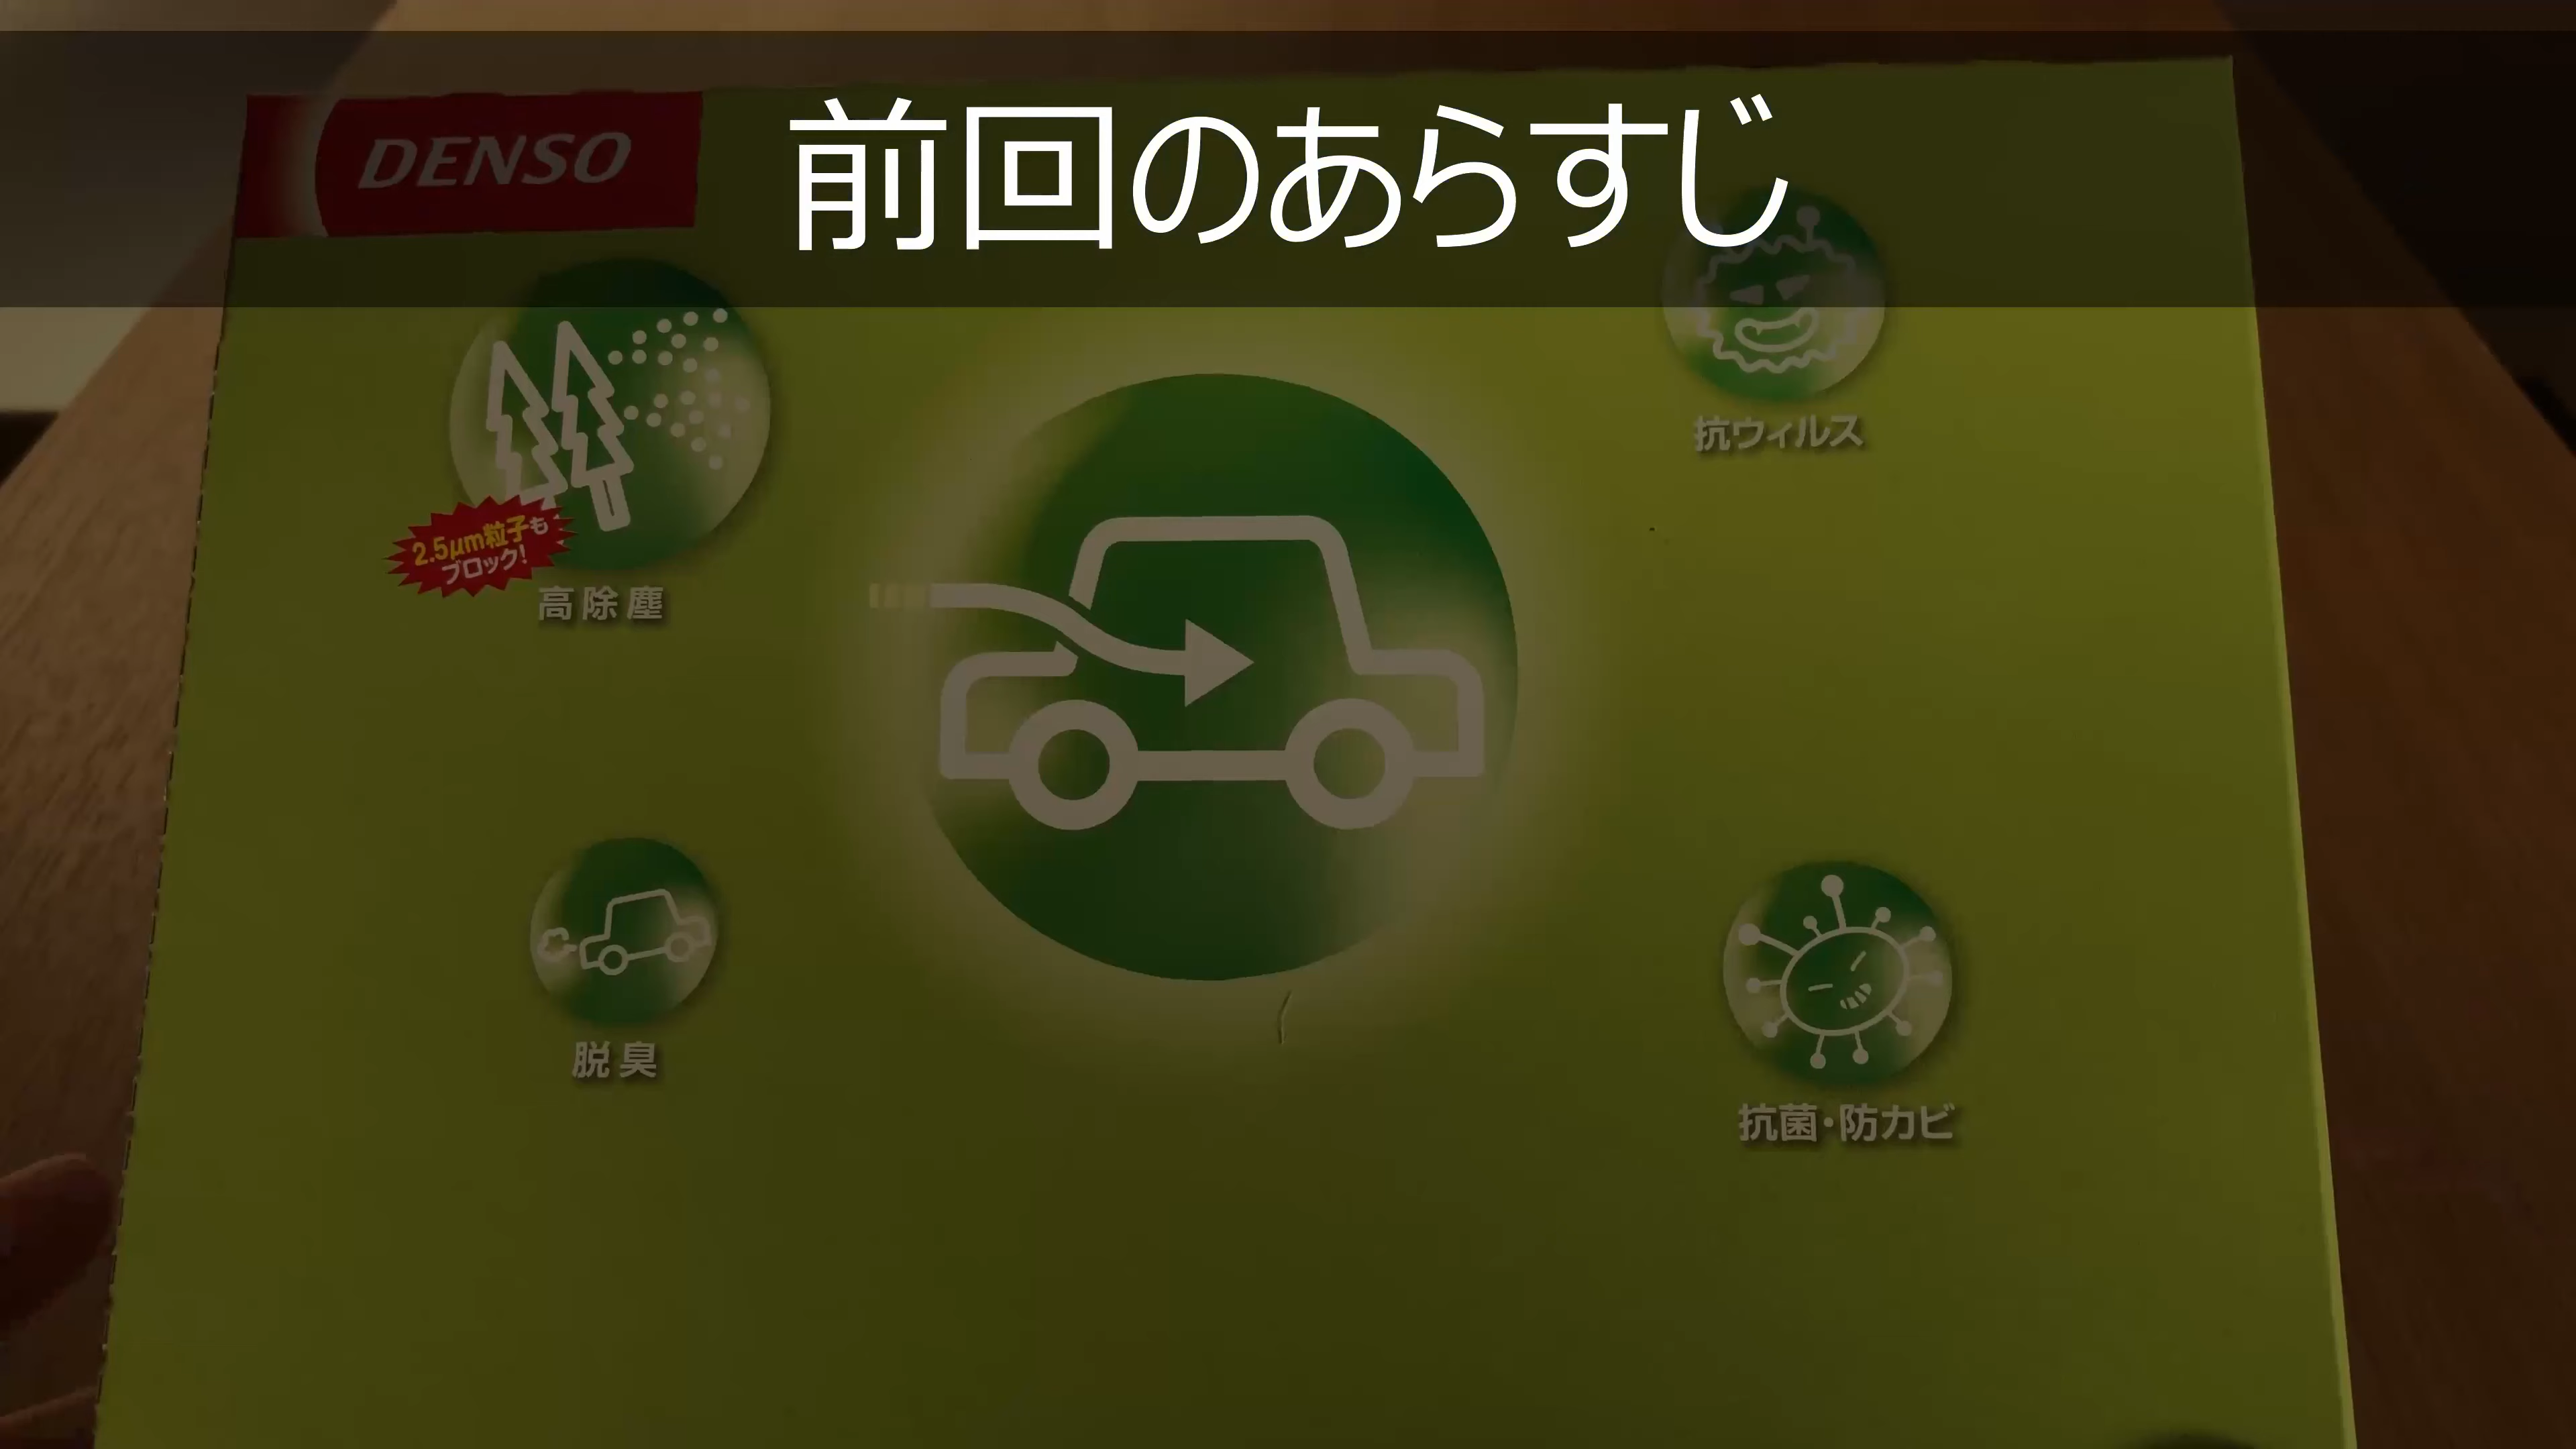 前回のあらすじ
DENSO
抗ウィルス
2.5μm粒子も
ブロック!
高除塵
脱臭
抗菌・防カビ